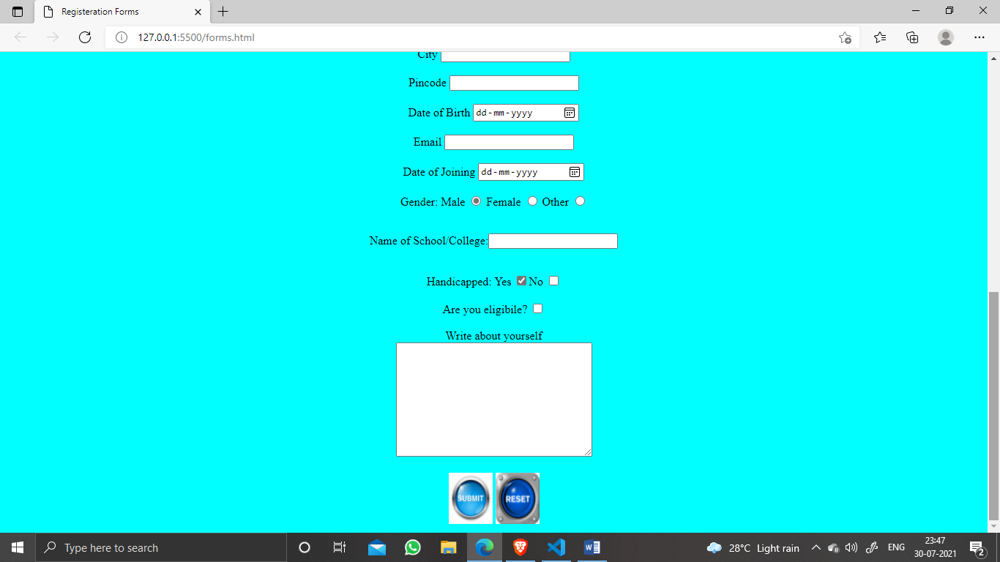 Registeration Forms
127.0.0.1:5500/forms.html
City
Pincode
Date of Birth dd-mm-yyyy
Email
Date of Joining dd-mm-yyyy
Gender: Male Female Other
Name of School/College:
Handicapped: Yes No
Are you eligibile?
Write about yourself
SUBMIT RESET
Type here to search 28°C Light rain ENG 23:47
30-07-2021 2